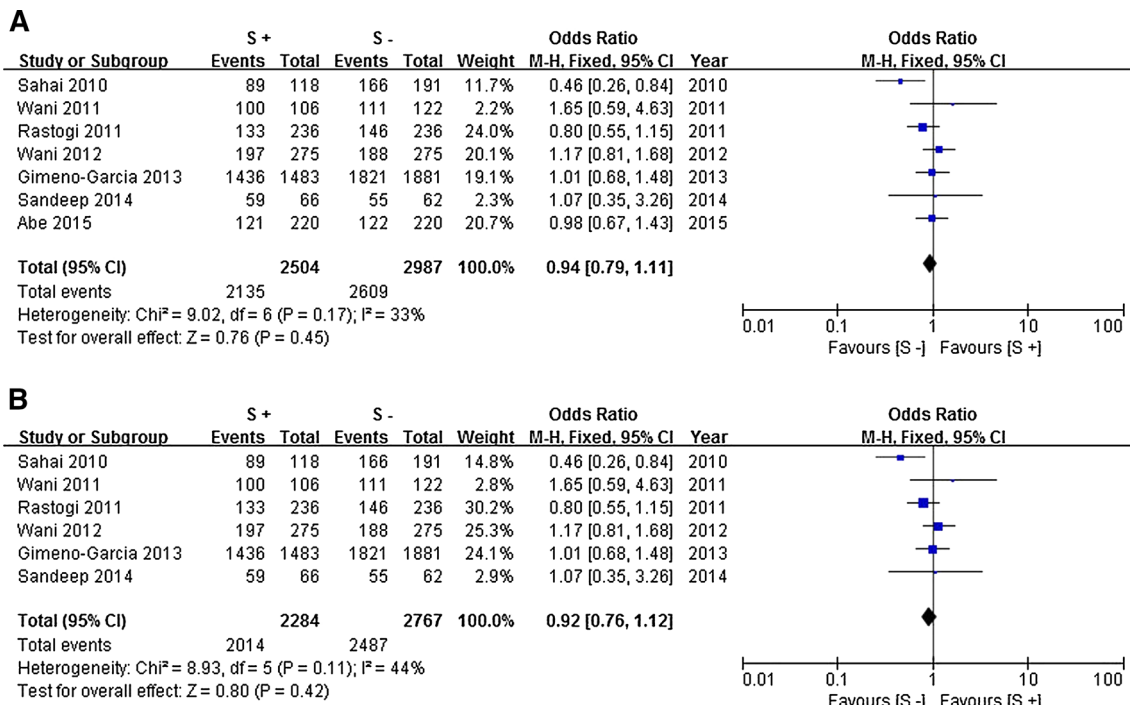 A
S + S - Odds Ratio Odds Ratio
Study or Subgroup Events Total Events Total Weight M-H, Fixed, 95% CI Year M-H, Fixed, 95% CI
Sahai 2010 89 118 166 191 11.7% 0.46 [0.26, 0.84] 2010
Wani 2011 100 106 111 122 2.2% 1.65 [0.59, 4.63] 2011
Rastogi 2011 133 236 146 236 24.0% 0.80 [0.55, 1.15] 2011
Wani 2012 197 275 188 275 20.1% 1.17 [0.81, 1.68] 2012
Gimeno-Garcia 2013 1436 1483 1821 1881 19.1% 1.01 [0.68, 1.48] 2013
Sandeep 2014 59 66 55 62 2.3% 1.07 [0.35, 3.26] 2014
Abe 2015 121 220 122 220 20.7% 0.98 [0.67, 1.43] 2015
Total (95% CI) 2504 2987 100.0% 0.94 [0.79, 1.11]
Total events 2135 2609
Heterogeneity: Chi² = 9.02, df = 6 (P = 0.17); I² = 33%
Test for overall effect: Z = 0.76 (P = 0.45)
0.01 0.1 1 10 100
Favours [S -] Favours [S +]
B
S + S - Odds Ratio Odds Ratio
Study or Subgroup Events Total Events Total Weight M-H, Fixed, 95% CI Year M-H, Fixed, 95% CI
Sahai 2010 89 118 166 191 14.8% 0.46 [0.26, 0.84] 2010
Wani 2011 100 106 111 122 2.8% 1.65 [0.59, 4.63] 2011
Rastogi 2011 133 236 146 236 30.2% 0.80 [0.55, 1.15] 2011
Wani 2012 197 275 188 275 25.3% 1.17 [0.81, 1.68] 2012
Gimeno-Garcia 2013 1436 1483 1821 1881 24.1% 1.01 [0.68, 1.48] 2013
Sandeep 2014 59 66 55 62 2.9% 1.07 [0.35, 3.26] 2014
Total (95% CI) 2284 2767 100.0% 0.92 [0.76, 1.12]
Total events 2014 2487
Heterogeneity: Chi² = 8.93, df = 5 (P = 0.11); I² = 44%
Test for overall effect: Z = 0.80 (P = 0.42)
0.01 0.1 1 10 100
Favours [S -] Favours [S +]